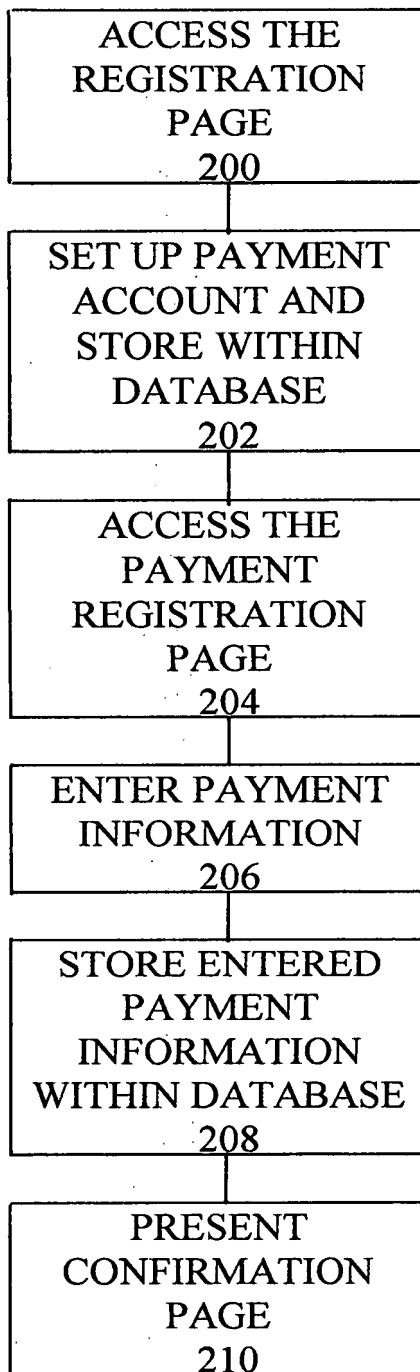 ACCESS THE
REGISTRATION
PAGE
200
SET UP PAYMENT
ACCOUNT AND
STORE WITHIN
DATABASE
202
ACCESS THE
PAYMENT
REGISTRATION
PAGE
204
ENTER PAYMENT
INFORMATION
206
STORE ENTERED
PAYMENT
INFORMATION
WITHIN DATABASE
208
PRESENT
CONFIRMATION
PAGE
210